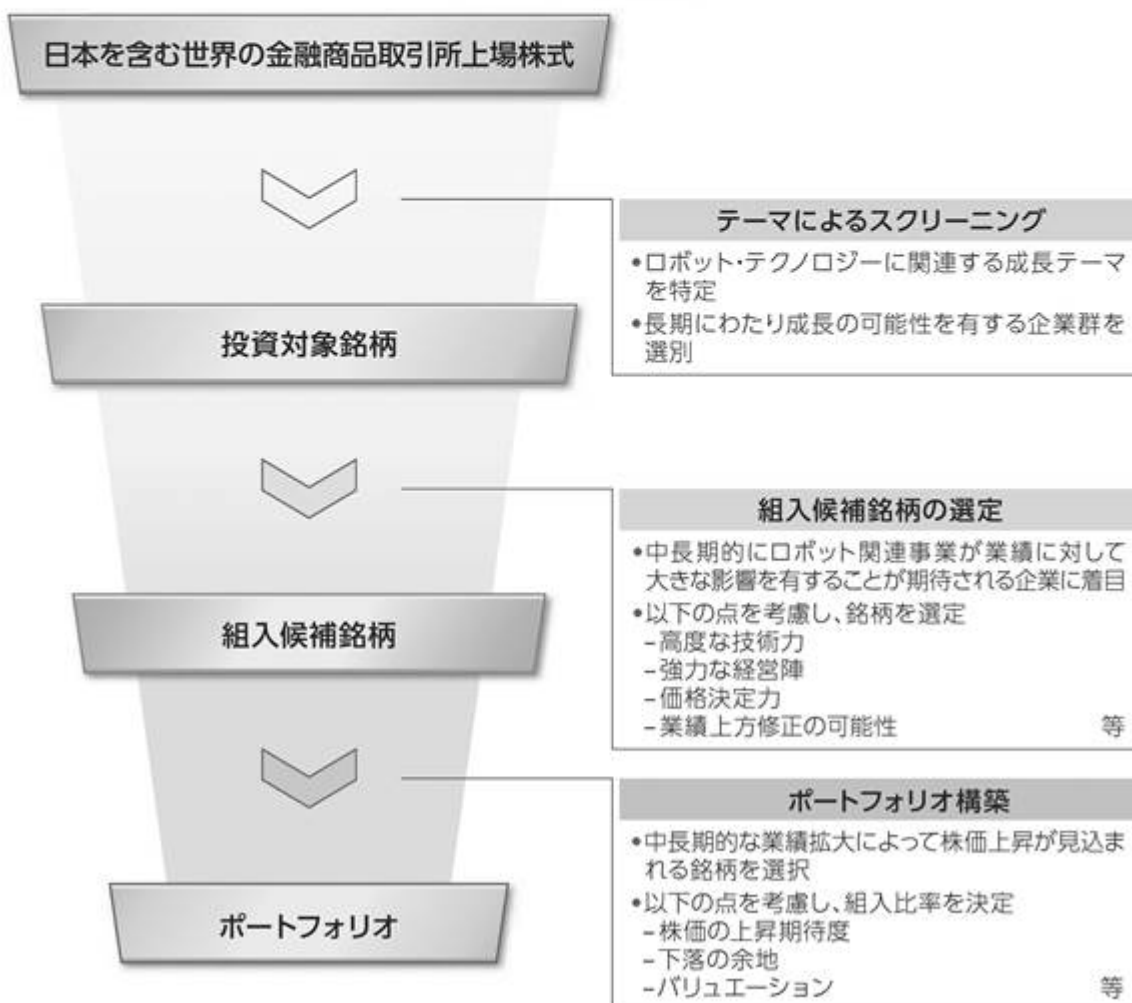 日本を含む世界の金融商品取引所上場株式
テーマによるスクリーニング
•ロボット・テクノロジーに関連する成長テーマ
を特定
•長期にわたり成長の可能性を有する企業群を
選別
投資対象銘柄
組入候補銘柄の選定
•中長期的にロボット関連事業が業績に対して
大きな影響を有することが期待される企業に着目
•以下の点を考慮し、銘柄を選定
－高度な技術力
－強力な経営陣
－価格決定力
－業績上方修正の可能性 等
組入候補銘柄
ポートフォリオ構築
•中長期的な業績拡大によって株価上昇が見込ま
れる銘柄を選択
•以下の点を考慮し、組入比率を決定
－株価の上昇期待度
－下落の余地
－バリュエーション 等
ポートフォリオ